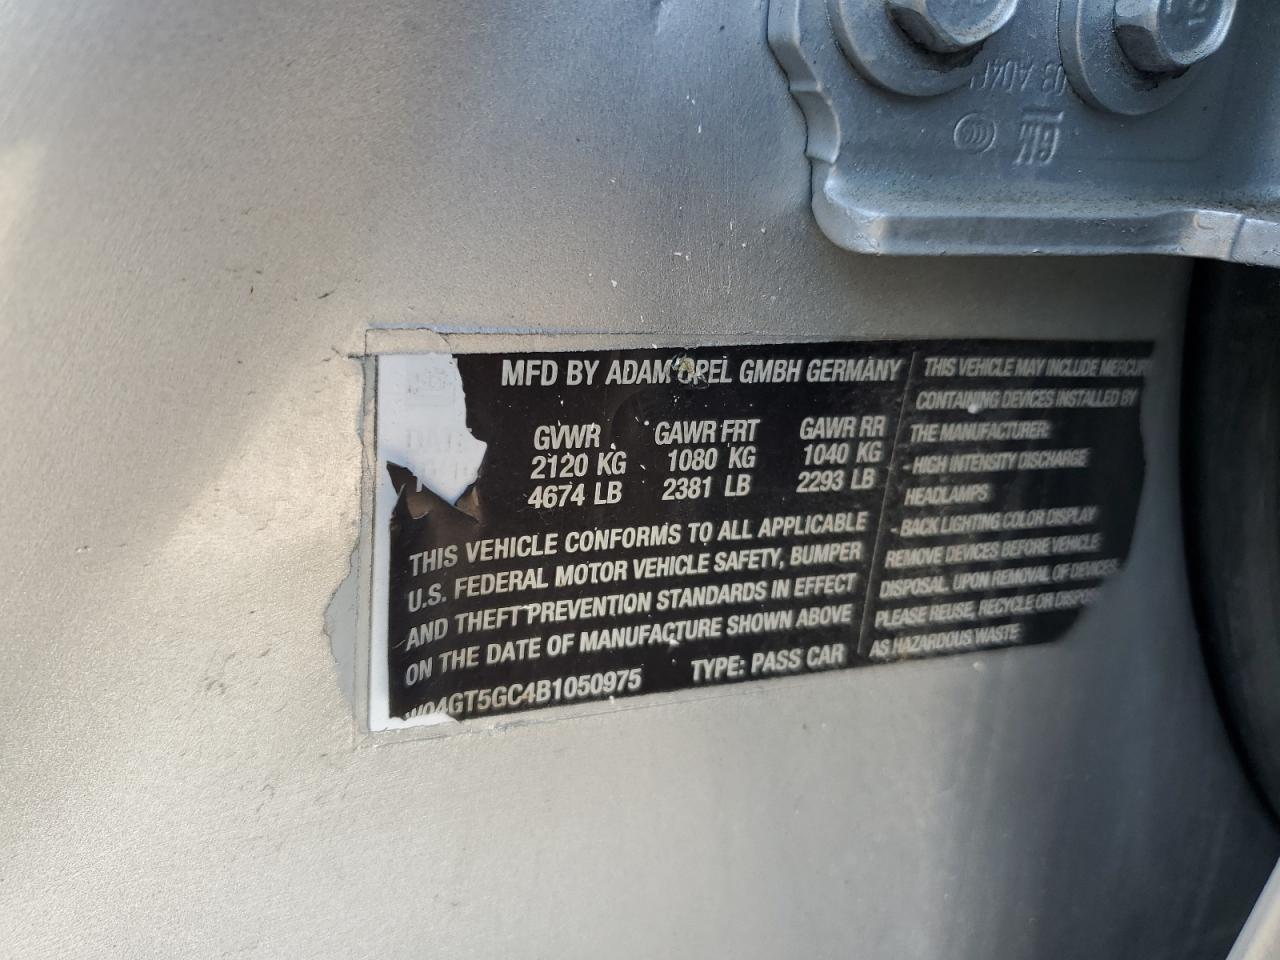 GM
MFD BY ADAM OPEL GMBH GERMANY
GVWR GAWR FRT GAWR RR
2120 KG 1080 KG 1040 KG
4674 LB 2381 LB 2293 LB
THIS VEHICLE CONFORMS TO ALL APPLICABLE
U.S. FEDERAL MOTOR VEHICLE SAFETY, BUMPER
AND THEFT PREVENTION STANDARDS IN EFFECT
ON THE DATE OF MANUFACTURE SHOWN ABOVE
W04GT5GC4B1050975 TYPE: PASS CAR
THIS VEHICLE MAY INCLUDE MERCUR
CONTAINING DEVICES INSTALLED BY
THE MANUFACTURER:
- HIGH INTENSITY DISCHARGE
HEADLAMPS
- BACK LIGHTING COLOR DISPLAY
REMOVE DEVICES BEFORE VEHICLE
DISPOSAL. UPON REMOVAL OF DEVICES
PLEASE REUSE, RECYCLE OR DISPOSE
AS HAZARDOUS WASTE